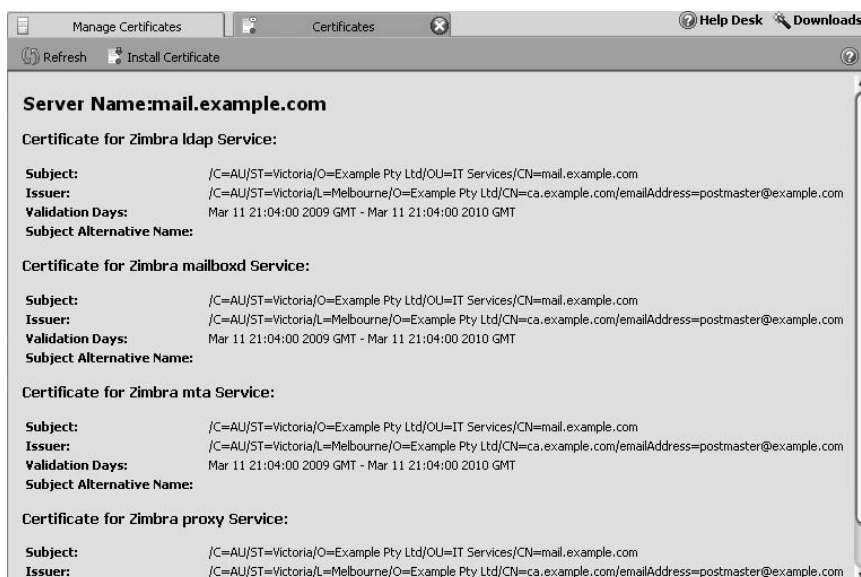 Manage Certificates Certificates Help Desk Downloads
Refresh Install Certificate
Server Name:mail.example.com
Certificate for Zimbra ldap Service:
Subject: /C=AU/ST=Victoria/O=Example Pty Ltd/OU=IT Services/CN=mail.example.com
Issuer: /C=AU/ST=Victoria/L=Melbourne/O=Example Pty Ltd/CN=ca.example.com/emailAddress=postmaster@example.com
Validation Days: Mar 11 21:04:00 2009 GMT - Mar 11 21:04:00 2010 GMT
Subject Alternative Name:
Certificate for Zimbra mailboxd Service:
Subject: /C=AU/ST=Victoria/O=Example Pty Ltd/OU=IT Services/CN=mail.example.com
Issuer: /C=AU/ST=Victoria/L=Melbourne/O=Example Pty Ltd/CN=ca.example.com/emailAddress=postmaster@example.com
Validation Days: Mar 11 21:04:00 2009 GMT - Mar 11 21:04:00 2010 GMT
Subject Alternative Name:
Certificate for Zimbra mta Service:
Subject: /C=AU/ST=Victoria/O=Example Pty Ltd/OU=IT Services/CN=mail.example.com
Issuer: /C=AU/ST=Victoria/L=Melbourne/O=Example Pty Ltd/CN=ca.example.com/emailAddress=postmaster@example.com
Validation Days: Mar 11 21:04:00 2009 GMT - Mar 11 21:04:00 2010 GMT
Subject Alternative Name:
Certificate for Zimbra proxy Service:
Subject: /C=AU/ST=Victoria/O=Example Pty Ltd/OU=IT Services/CN=mail.example.com
Issuer: /C=AU/ST=Victoria/L=Melbourne/O=Example Pty Ltd/CN=ca.example.com/emailAddress=postmaster@example.com